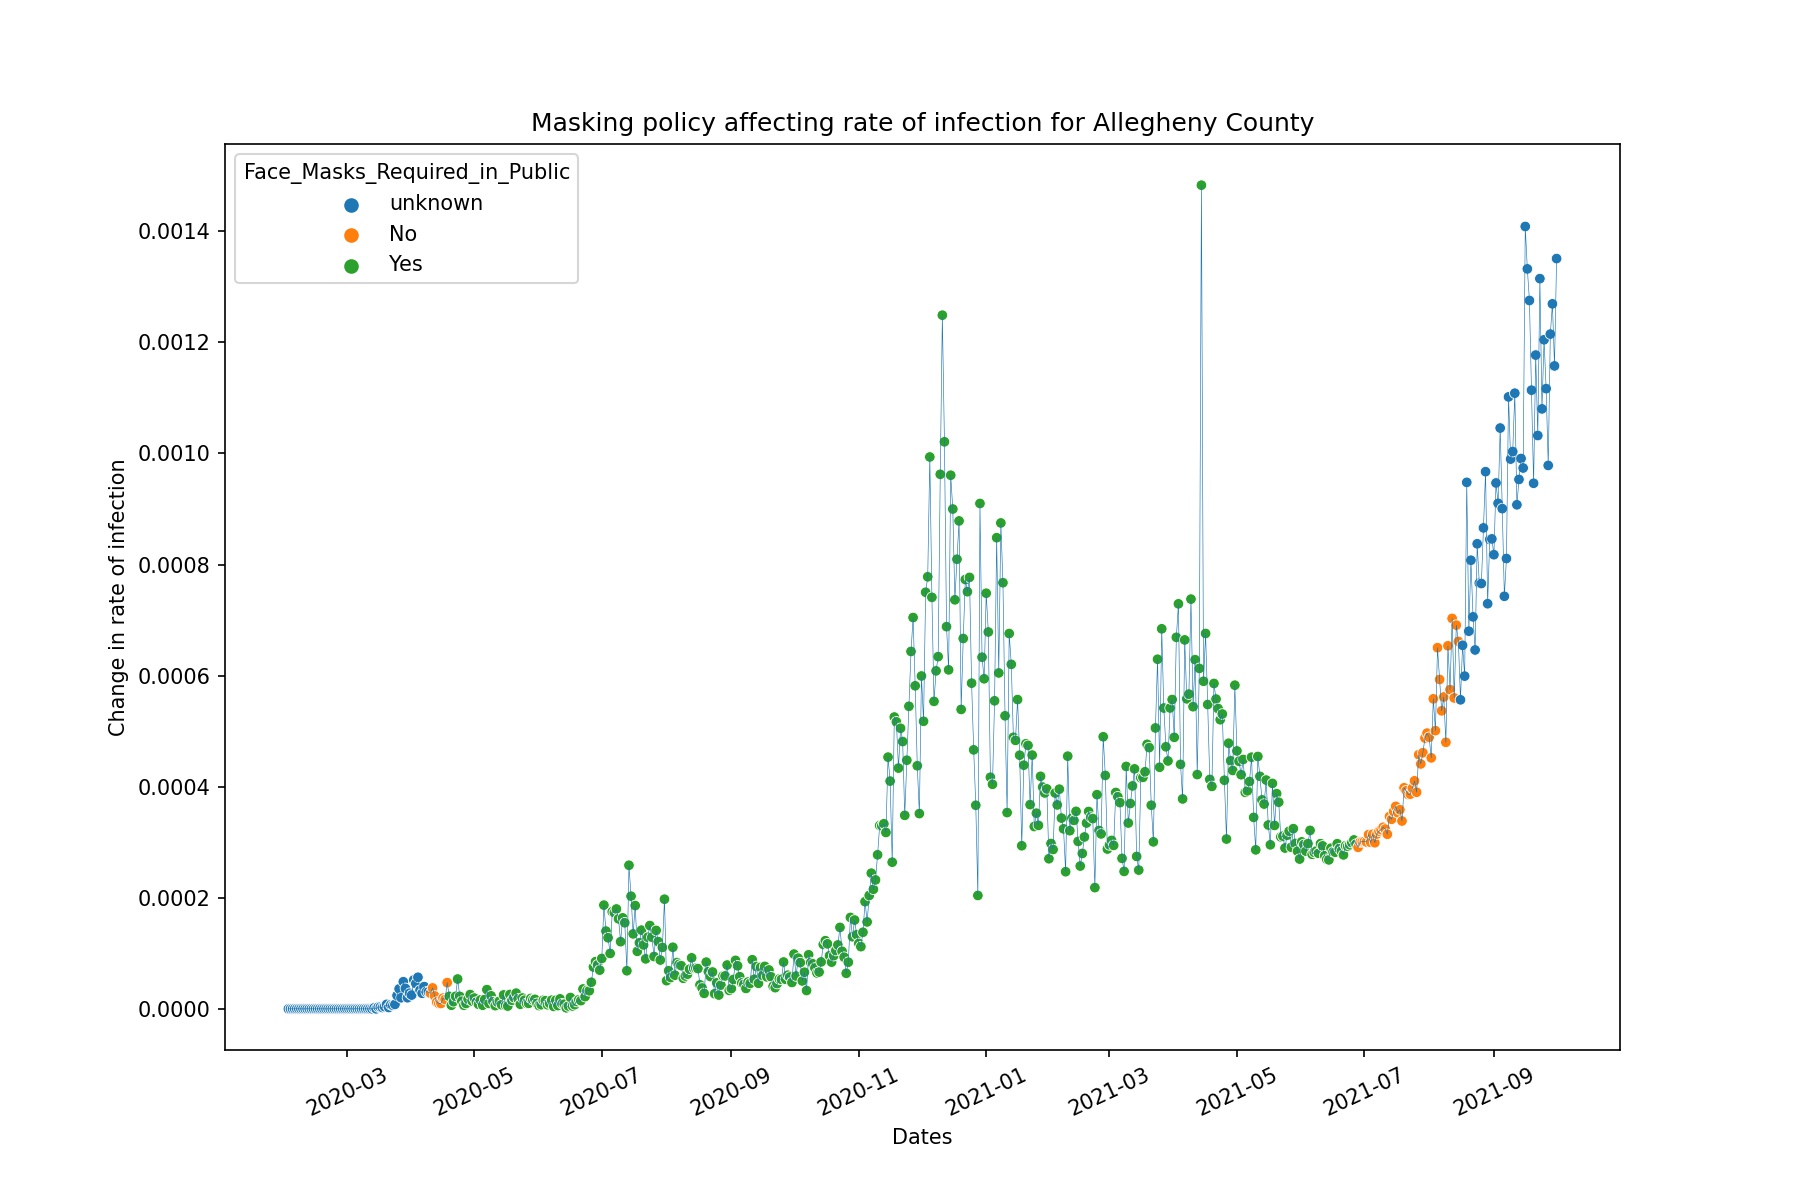 Masking policy affecting rate of infection for Allegheny County
Face_Masks_Required_in_Public
unknown
No
Yes
Change in rate of infection
0.0014
0.0012
0.0010
0.0008
0.0006
0.0004
0.0002
0.0000
2020-03
2020-05
2020-07
2020-09
2020-11
2021-01
2021-03
2021-05
2021-07
2021-09
Dates